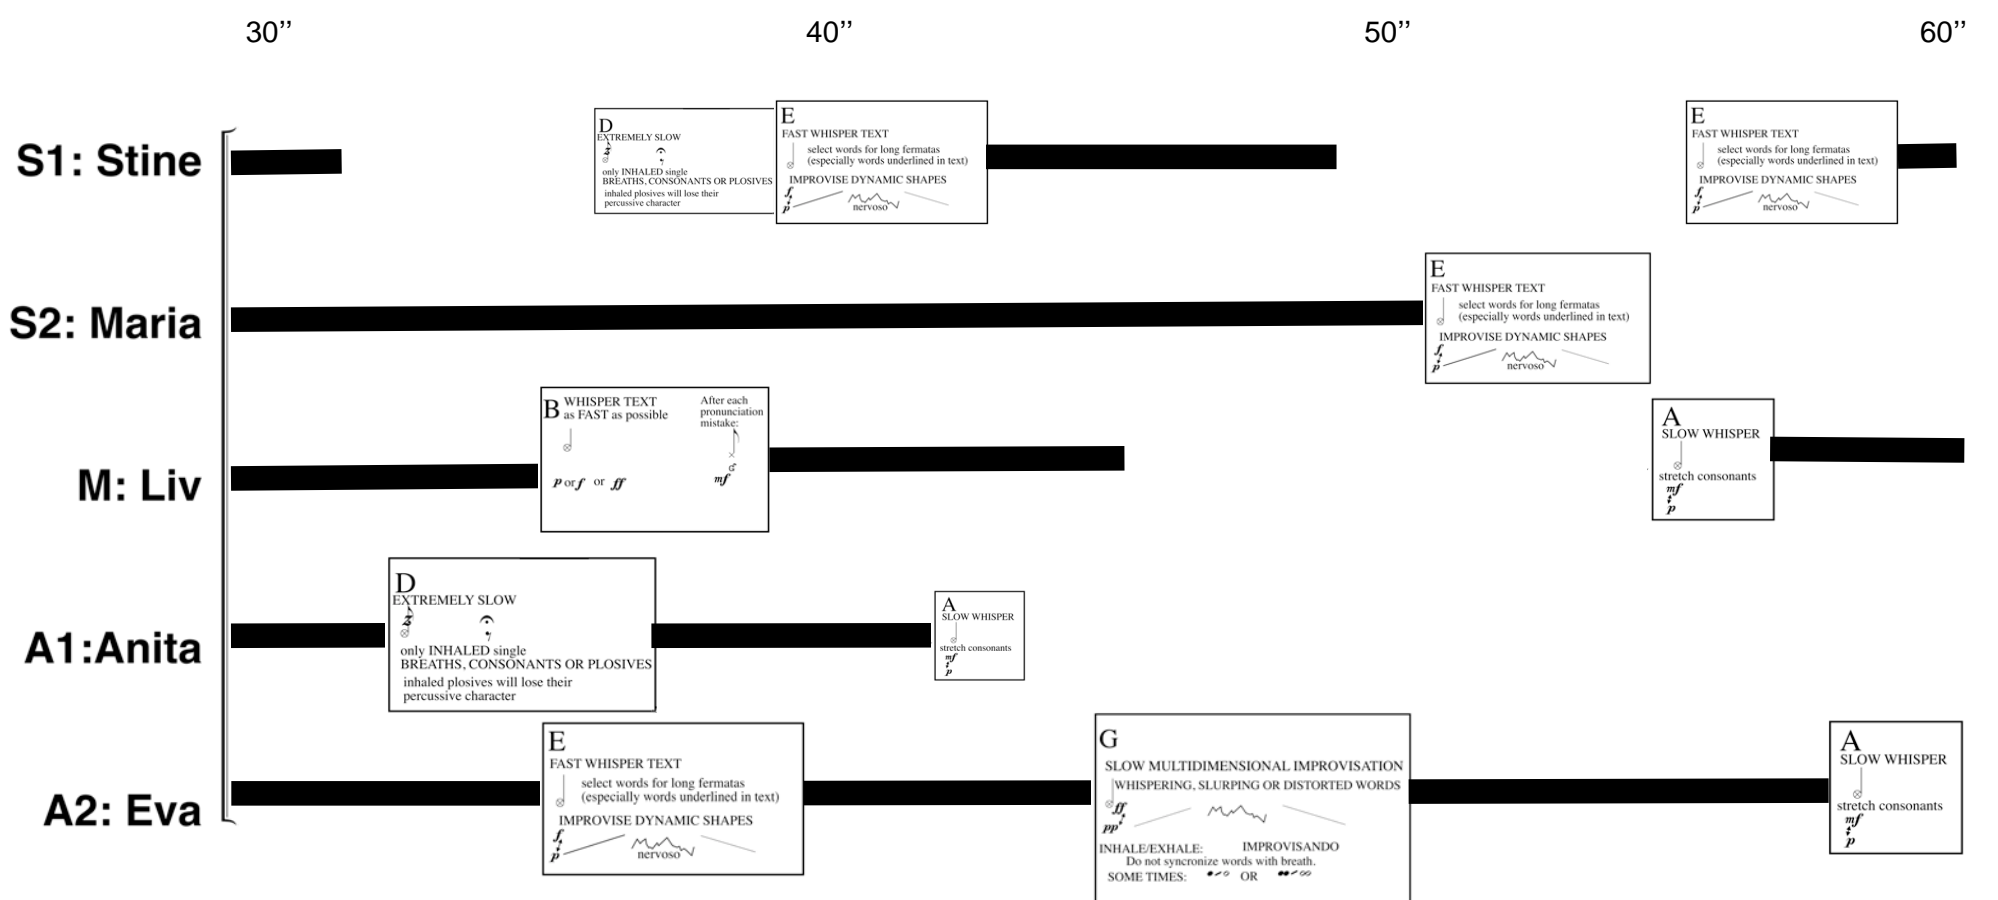 30’’ 40’’ 50’’ 60’’
S1: Stine
D
EXTREMELY SLOW
only INHALED single
BREATHS, CONSONANTS OR PLOSIVES
inhaled plosives will lose their
percussive character
E
FAST WHISPER TEXT
select words for long fermatas
(especially words underlined in text)
IMPROVISE DYNAMIC SHAPES
f
p
nervoso
E
FAST WHISPER TEXT
select words for long fermatas
(especially words underlined in text)
IMPROVISE DYNAMIC SHAPES
f
p
nervoso
S2: Maria
E
FAST WHISPER TEXT
select words for long fermatas
(especially words underlined in text)
IMPROVISE DYNAMIC SHAPES
f
p
nervoso
M: Liv
B WHISPER TEXT
as FAST as possible
p or f or ff
After each
pronunciation
mistake:
mf
A
SLOW WHISPER
stretch consonants
mf
p
A1:Anita
D
EXTREMELY SLOW
only INHALED single
BREATHS, CONSONANTS OR PLOSIVES
inhaled plosives will lose their
percussive character
A
SLOW WHISPER
stretch consonants
mf
p
A2: Eva
E
FAST WHISPER TEXT
select words for long fermatas
(especially words underlined in text)
IMPROVISE DYNAMIC SHAPES
f
p
nervoso
G
SLOW MULTIDIMENSIONAL IMPROVISATION
WHISPERING, SLURPING OR DISTORTED WORDS
ff
pp
INHALE/EXHALE: IMPROVISANDO
Do not syncronize words with breath.
SOME TIMES: OR
A
SLOW WHISPER
stretch consonants
mf
p